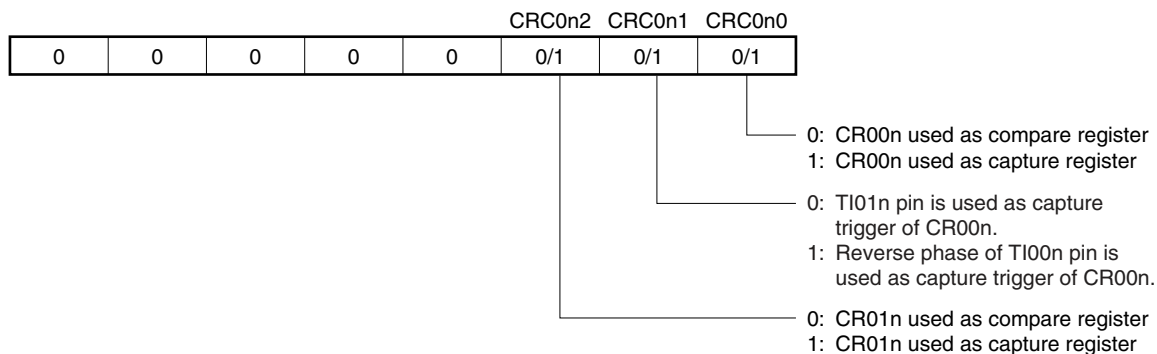 CRC0n2 CRC0n1 CRC0n0
0 0 0 0 0 0/1 0/1 0/1
0: CR00n used as compare register
1: CR00n used as capture register
0: TI01n pin is used as capture
trigger of CR00n.
1: Reverse phase of TI00n pin is
used as capture trigger of CR00n.
0: CR01n used as compare register
1: CR01n used as capture register